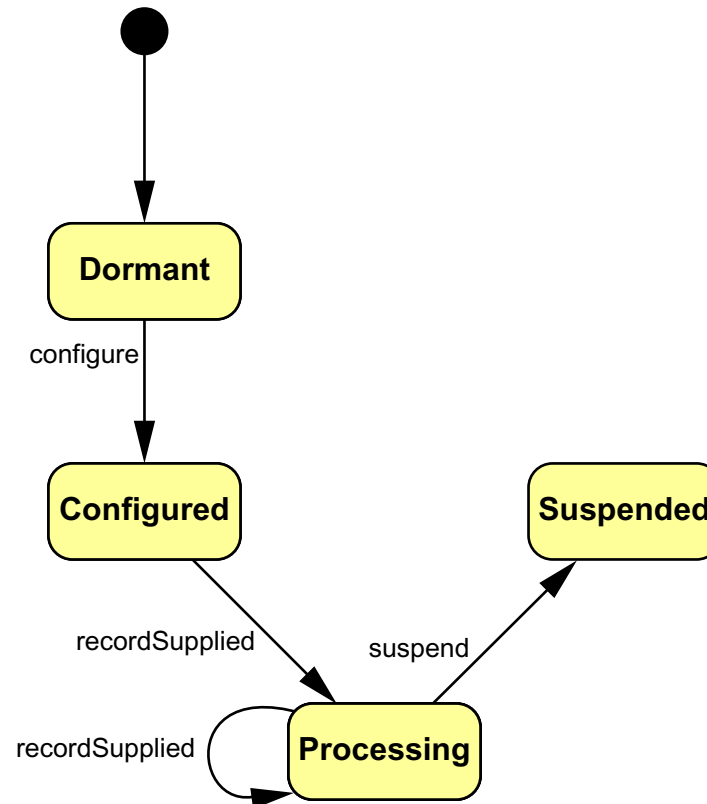 Dormant
configure
Configured
Suspended
recordSupplied
suspend
recordSupplied
Processing